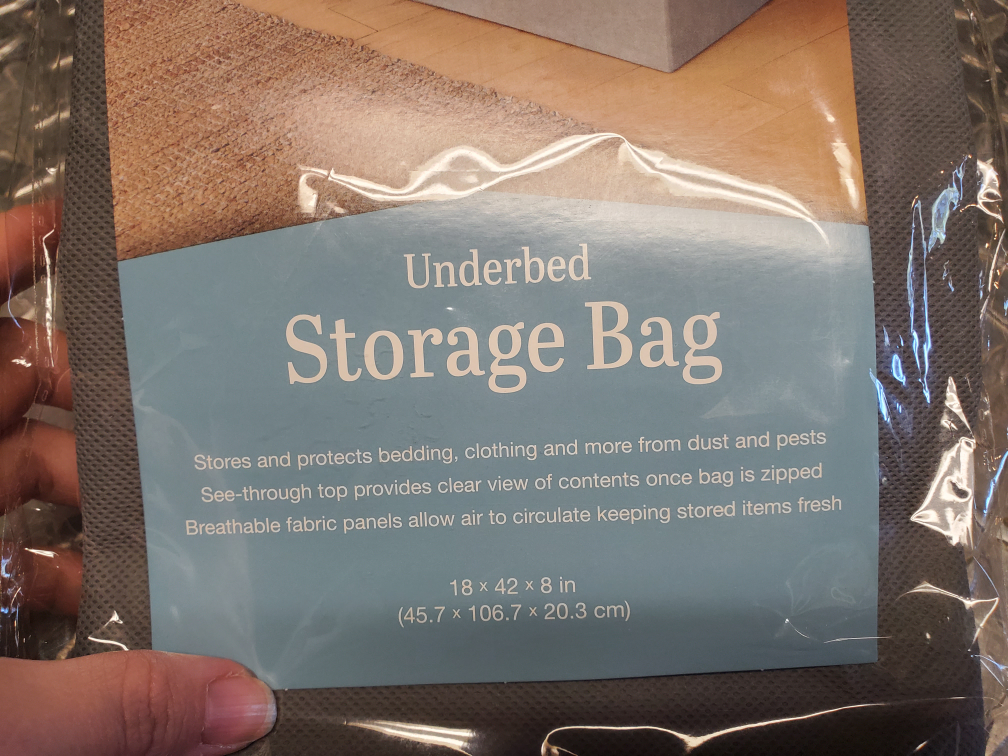 Underbed
Storage Bag
Stores and protects bedding, clothing and more from dust and pests
See-through top provides clear view of contents once bag is zipped
Breathable fabric panels allow air to circulate keeping stored items fresh
18 x 42 x 8 in
(45.7 x 106.7 x 20.3 cm)